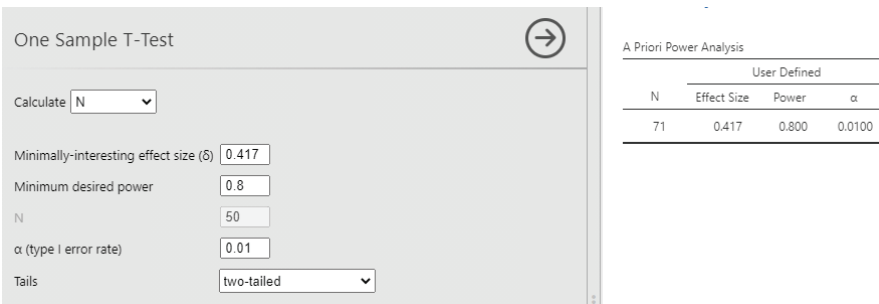 One Sample T-Test
Calculate N
Minimally-interesting effect size (δ) 0.417
Minimum desired power 0.8
N 50
α (type I error rate) 0.01
Tails two-tailed
A Priori Power Analysis
User Defined
N Effect Size Power α
71 0.417 0.800 0.0100